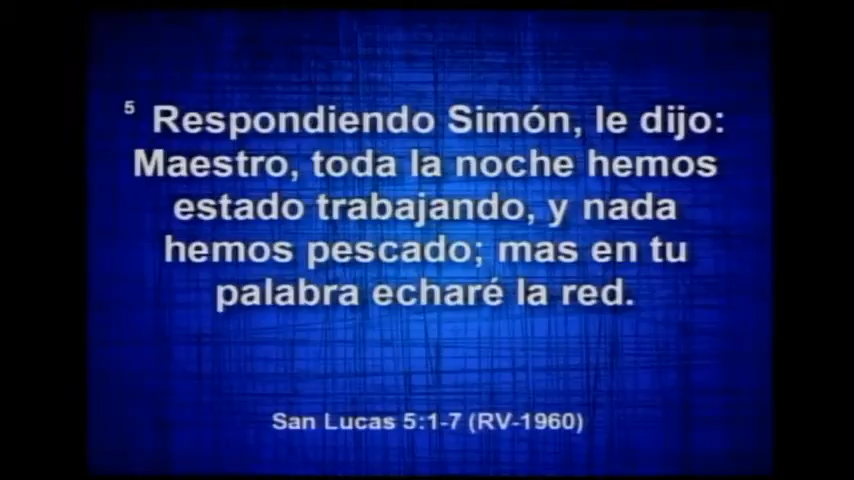 5 Respondiendo Simón, le dijo:
Maestro, toda la noche hemos
estado trabajando, y nada
hemos pescado; mas en tu
palabra echaré la red.
San Lucas 5:1-7 (RV-1960)